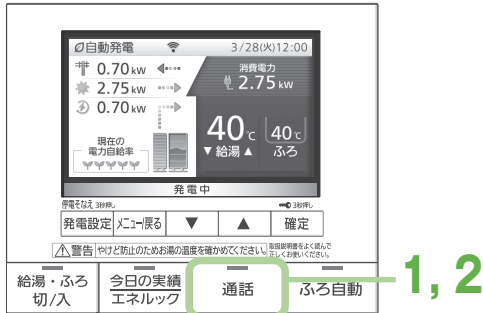 自動発電 3/28(火)12:00
0.70kw
2.75kw
0.70kw
消費電力
2.75kw
現在の
電力自給率
40℃
▼給湯▲
40℃
ふろ
発電中
停電そなえ 3秒押し
3秒押し
発電設定 メニュー/戻る ▼ ▲ 確定
警告 やけど防止のためお湯の温度を確かめてください。 取扱説明書をよく読んで
正しくお使いください。
給湯・ふろ
切/入
今日の実績
エネルック
通話
ふろ自動
1, 2